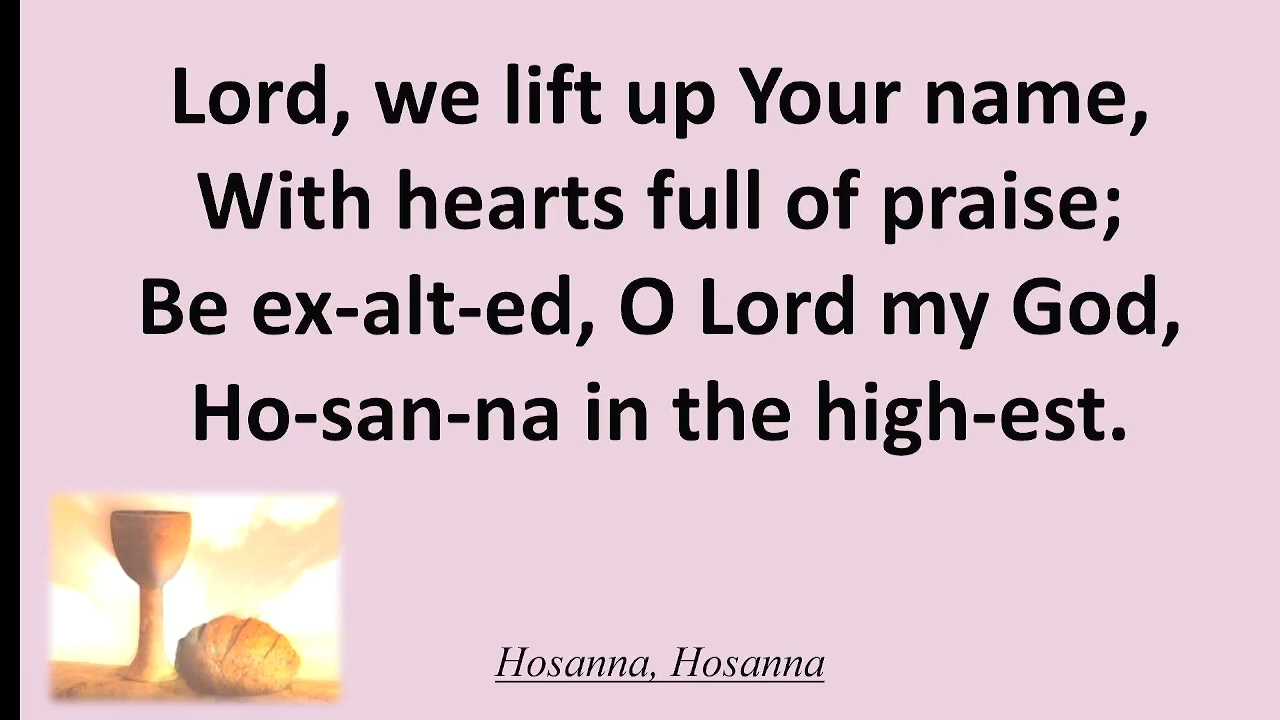 Lord, we lift up Your name,
With hearts full of praise;
Be ex-alt-ed, O Lord my God,
Ho-san-na in the high-est.
Hosanna, Hosanna